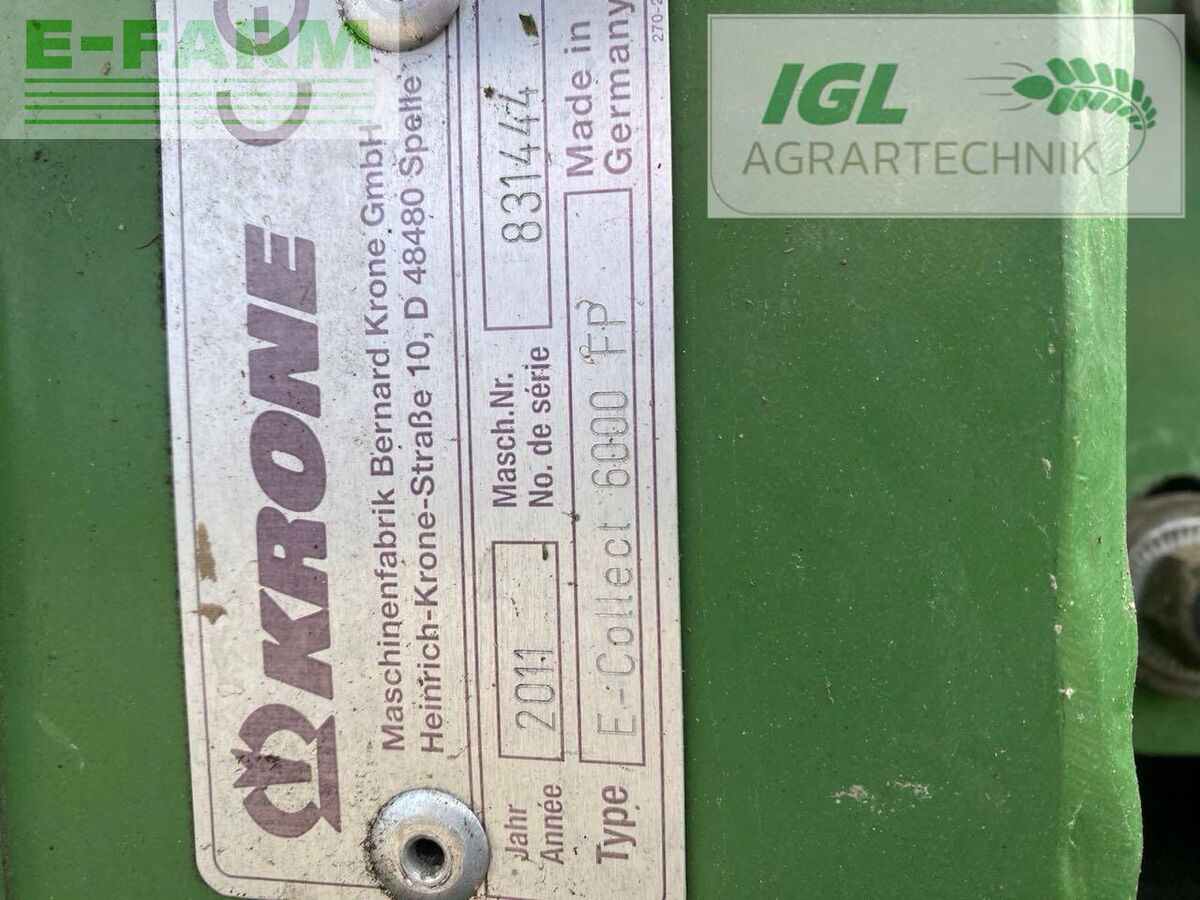 E-FARM
IGL
AGRARTECHNIK
KRONE
Maschinenfabrik Bernard Krone GmbH
Heinrich-Krone-Straße 10, D 48480 Spelle
Jahr
Année
2011
Masch.Nr.
No. de série
831444
Type
E-Collect 6000 FP
Made in
Germany